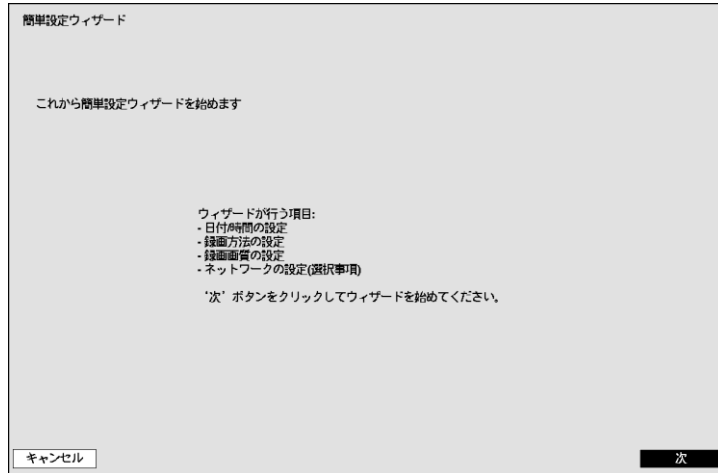 簡単設定ウィザード
これから簡単設定ウィザードを始めます
ウィザードが行う項目:
- 日付/時間の設定
- 録画方法の設定
- 録画画質の設定
- ネットワークの設定(選択事項)
'次' ボタンをクリックしてウィザードを始めてください。
キャンセル
次